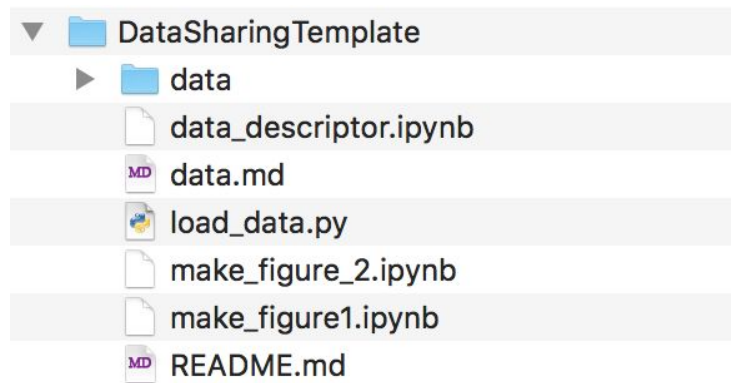 DataSharingTemplate
data
data_descriptor.ipynb
MD data.md
load_data.py
make_figure_2.ipynb
make_figure1.ipynb
MD README.md